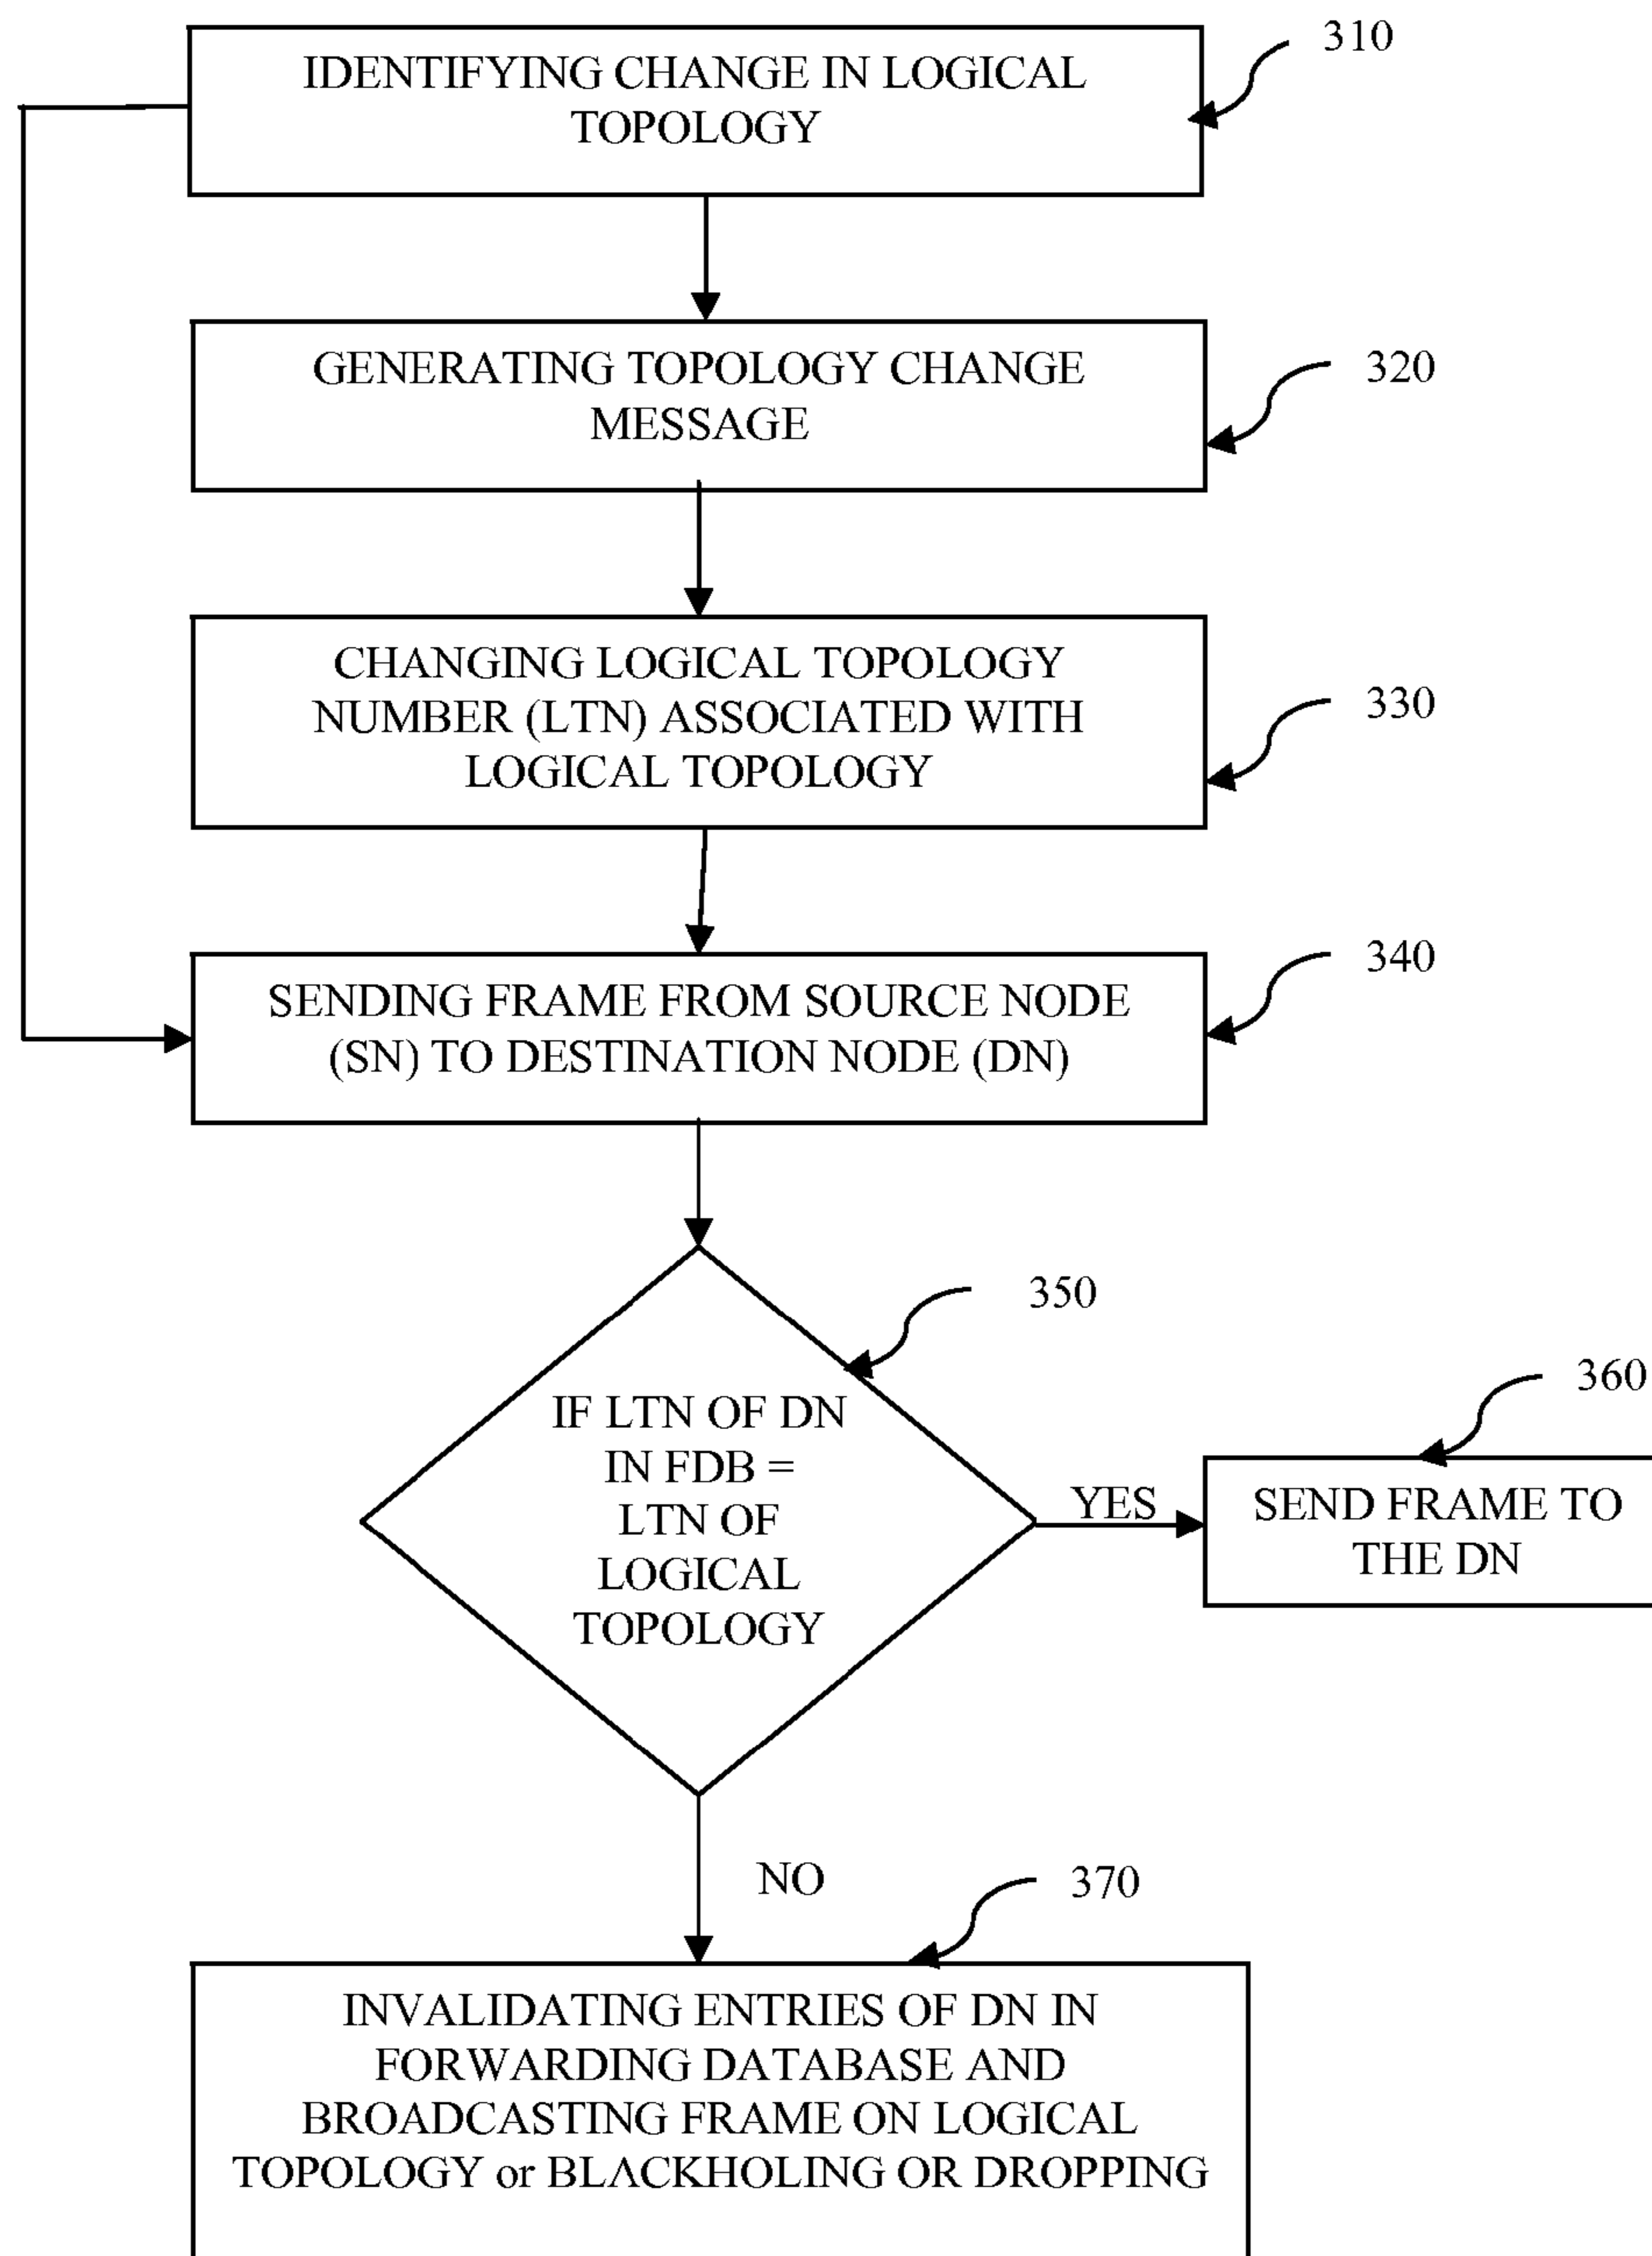 310
IDENTIFYING CHANGE IN LOGICAL
TOPOLOGY
320
GENERATING TOPOLOGY CHANGE
MESSAGE
330
CHANGING LOGICAL TOPOLOGY
NUMBER (LTN) ASSOCIATED WITH
LOGICAL TOPOLOGY
340
SENDING FRAME FROM SOURCE NODE
(SN) TO DESTINATION NODE (DN)
350
IF LTN OF DN
IN FDB =
LTN OF
LOGICAL
TOPOLOGY
YES
360
SEND FRAME TO
THE DN
NO
370
INVALIDATING ENTRIES OF DN IN
FORWARDING DATABASE AND
BROADCASTING FRAME ON LOGICAL
TOPOLOGY or BLACKHOLING OR DROPPING